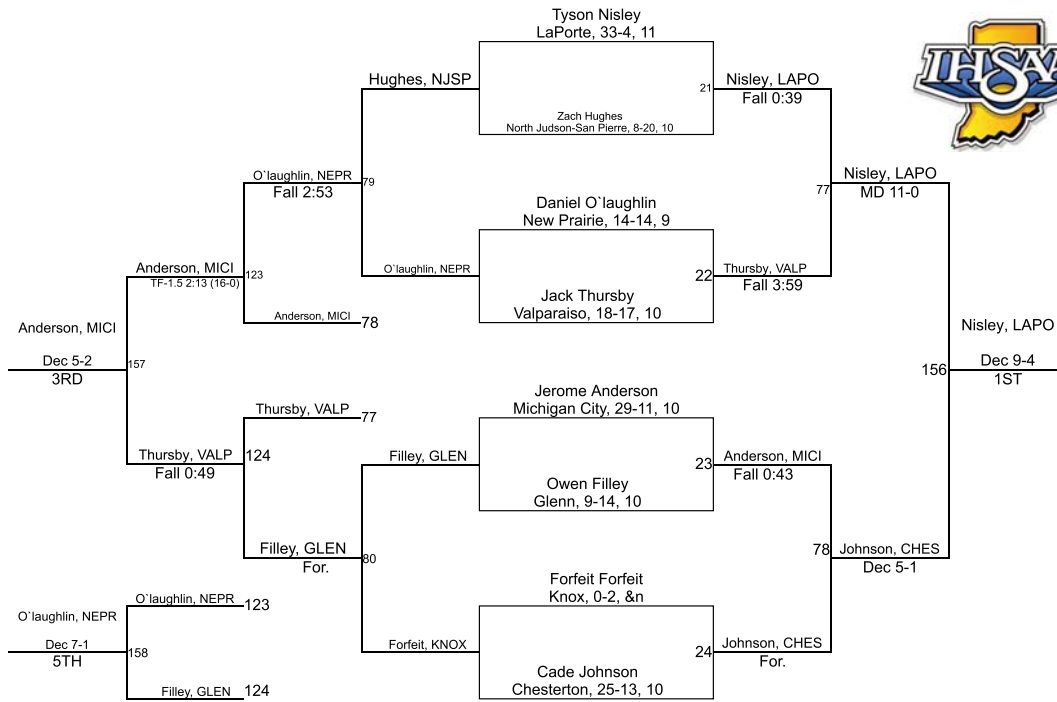 Tyson Nisley
LaPorte, 33-4, 11
IHSAA
Hughes, NJSP
21
Nisley, LAPO
Fall 0:39
Zach Hughes
North Judson-San Pierre, 8-20, 10
O`laughlin, NEPR
Fall 2:53
79
77
Nisley, LAPO
MD 11-0
Daniel O`laughlin
New Prairie, 14-14, 9
Anderson, MICI
TF-1.5 2:13 (16-0)
123
O`laughlin, NEPR
22
Thursby, VALP
Fall 3:59
Jack Thursby
Valparaiso, 18-17, 10
Anderson, MICI
78
Anderson, MICI
Dec 5-2
3RD
157
156
Nisley, LAPO
Dec 9-4
1ST
Jerome Anderson
Michigan City, 29-11, 10
Thursby, VALP
77
Thursby, VALP
Fall 0:49
124
Filley, GLEN
23
Anderson, MICI
Fall 0:43
Owen Filley
Glenn, 9-14, 10
Filley, GLEN
For.
80
78
Johnson, CHES
Dec 5-1
Forfeit Forfeit
Knox, 0-2, &n
O`laughlin, NEPR
123
O`laughlin, NEPR
Dec 7-1
5TH
158
Forfeit, KNOX
24
Johnson, CHES
For.
Cade Johnson
Chesterton, 25-13, 10
Filley, GLEN
124